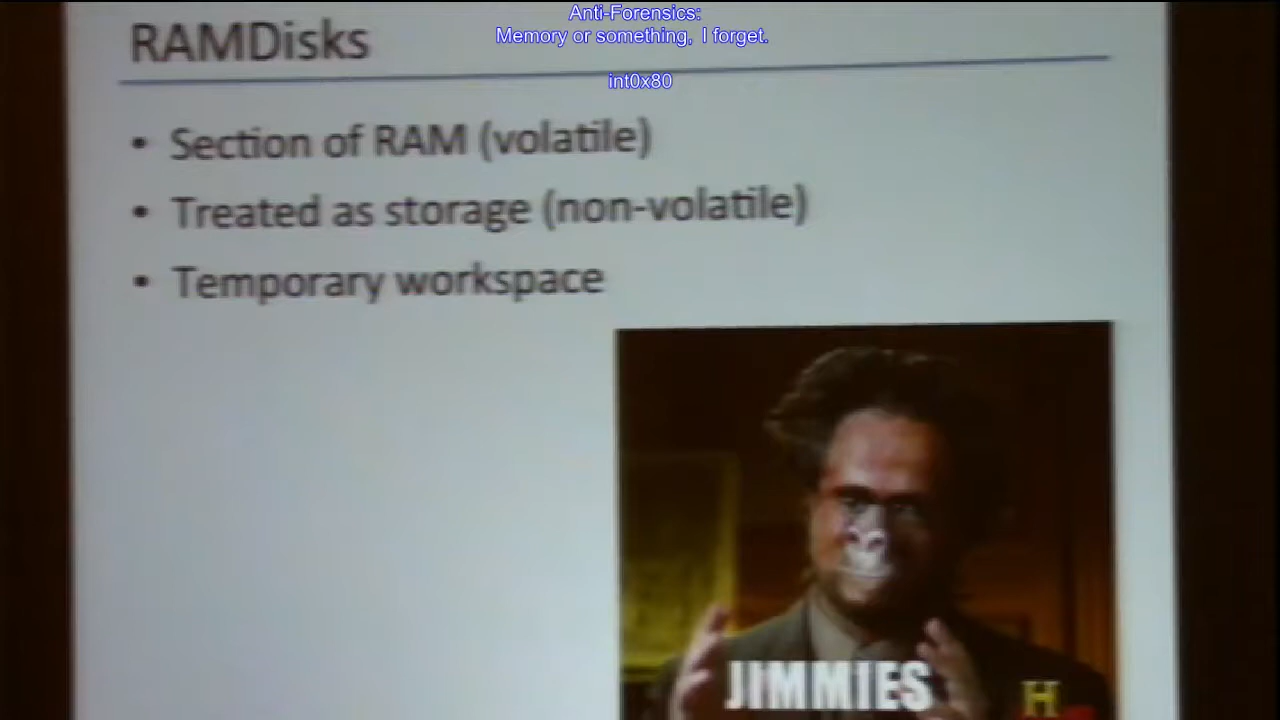 Anti-Forensics:
Memory or something, I forget.
int0x80
RAMDisks
• Section of RAM (volatile)
• Treated as storage (non-volatile)
• Temporary workspace
JIMMIES
H